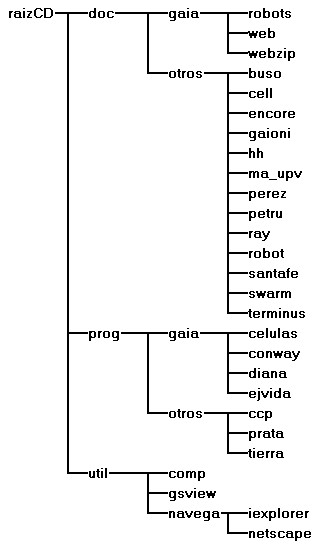 raizCD doc gaia robots
web
webzip
otros buso
cell
encore
gaioni
hh
ma_upv
perez
petru
ray
robot
santafe
swarm
terminus
prog gaia celulas
conway
diana
ejvida
otros ccp
prata
tierra
util comp
gsview
navega iexplorer
netscape